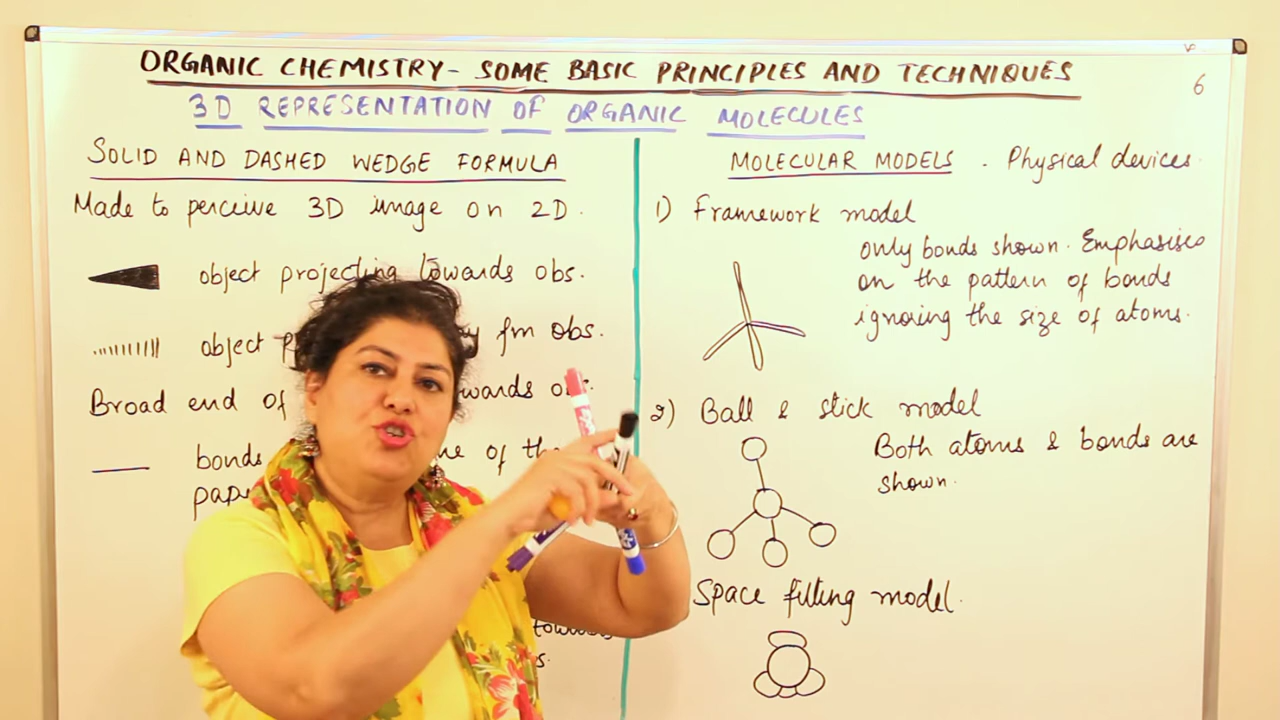 ORGANIC CHEMISTRY - SOME BASIC PRINCIPLES AND TECHNIQUES
6
3D REPRESENTATION OF ORGANIC MOLECULES
SOLID AND DASHED WEDGE FORMULA
Made to perceive 3D image on 2D.
object projecting towards obs.
object fm obs.
Broad end of towards obs.
bonds of the
MOLECULAR MODELS - Physical devices.
1) Framework model
only bonds shown. Emphasises
on the pattern of bonds
ignoring the size of atoms.
2) Ball & stick model
Both atoms & bonds are
shown.
Space filling model.